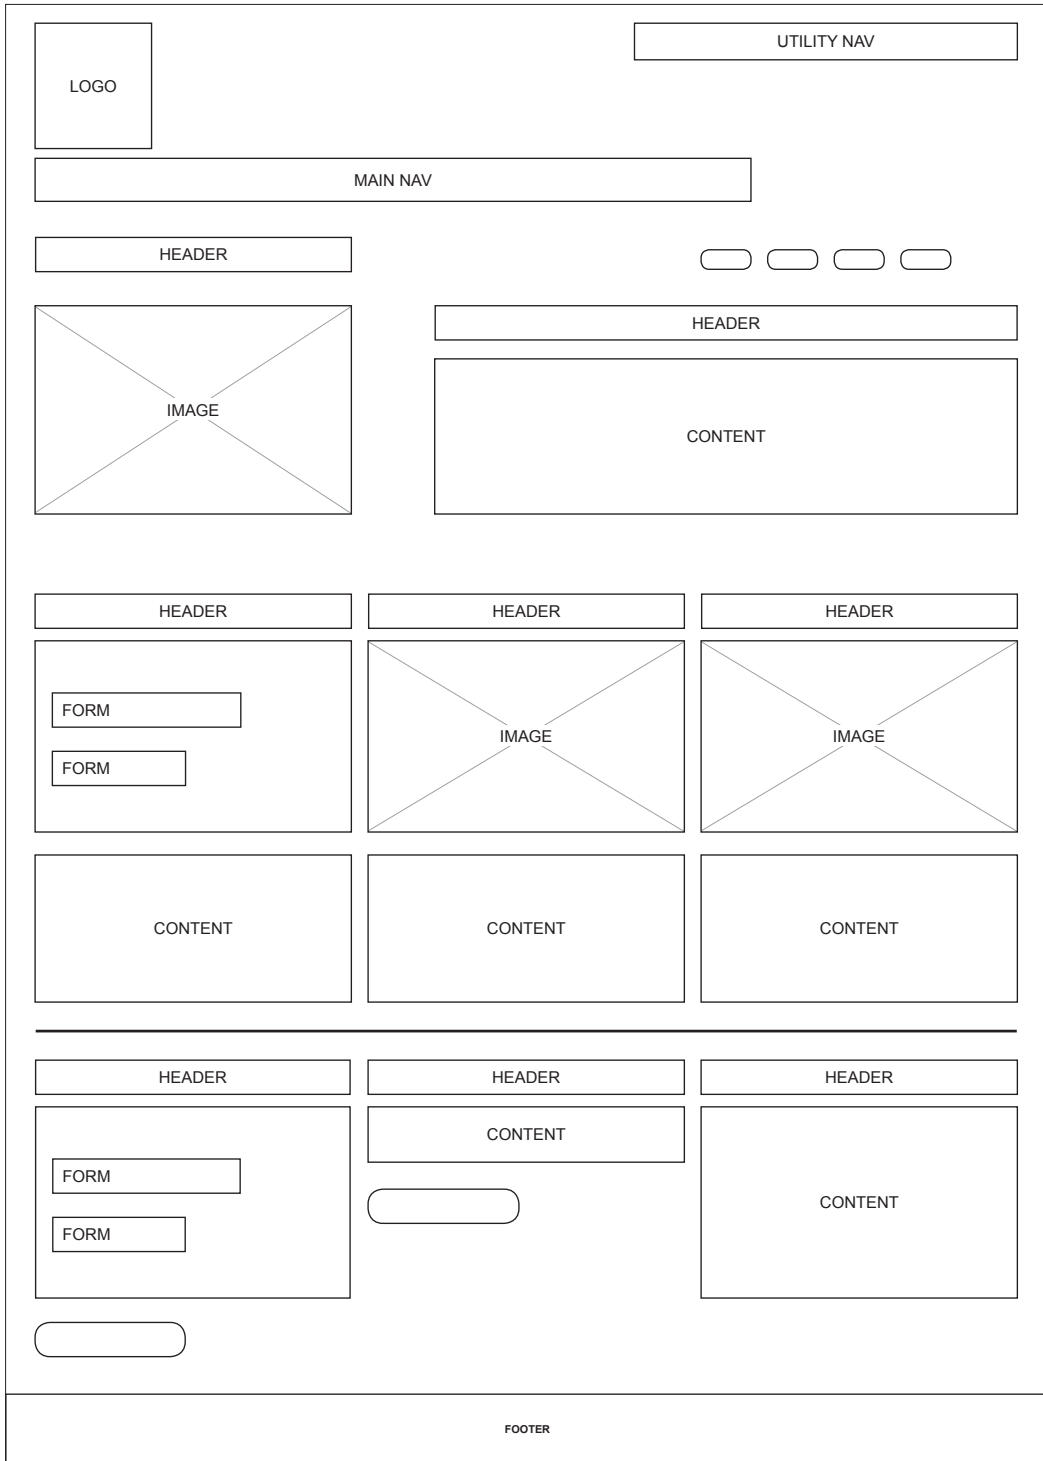 UTILITY NAV
LOGO
MAIN NAV
HEADER
HEADER
IMAGE
CONTENT
HEADER
HEADER
HEADER
FORM
FORM
IMAGE
IMAGE
CONTENT
CONTENT
CONTENT
HEADER
HEADER
HEADER
FORM
FORM
CONTENT
CONTENT
FOOTER